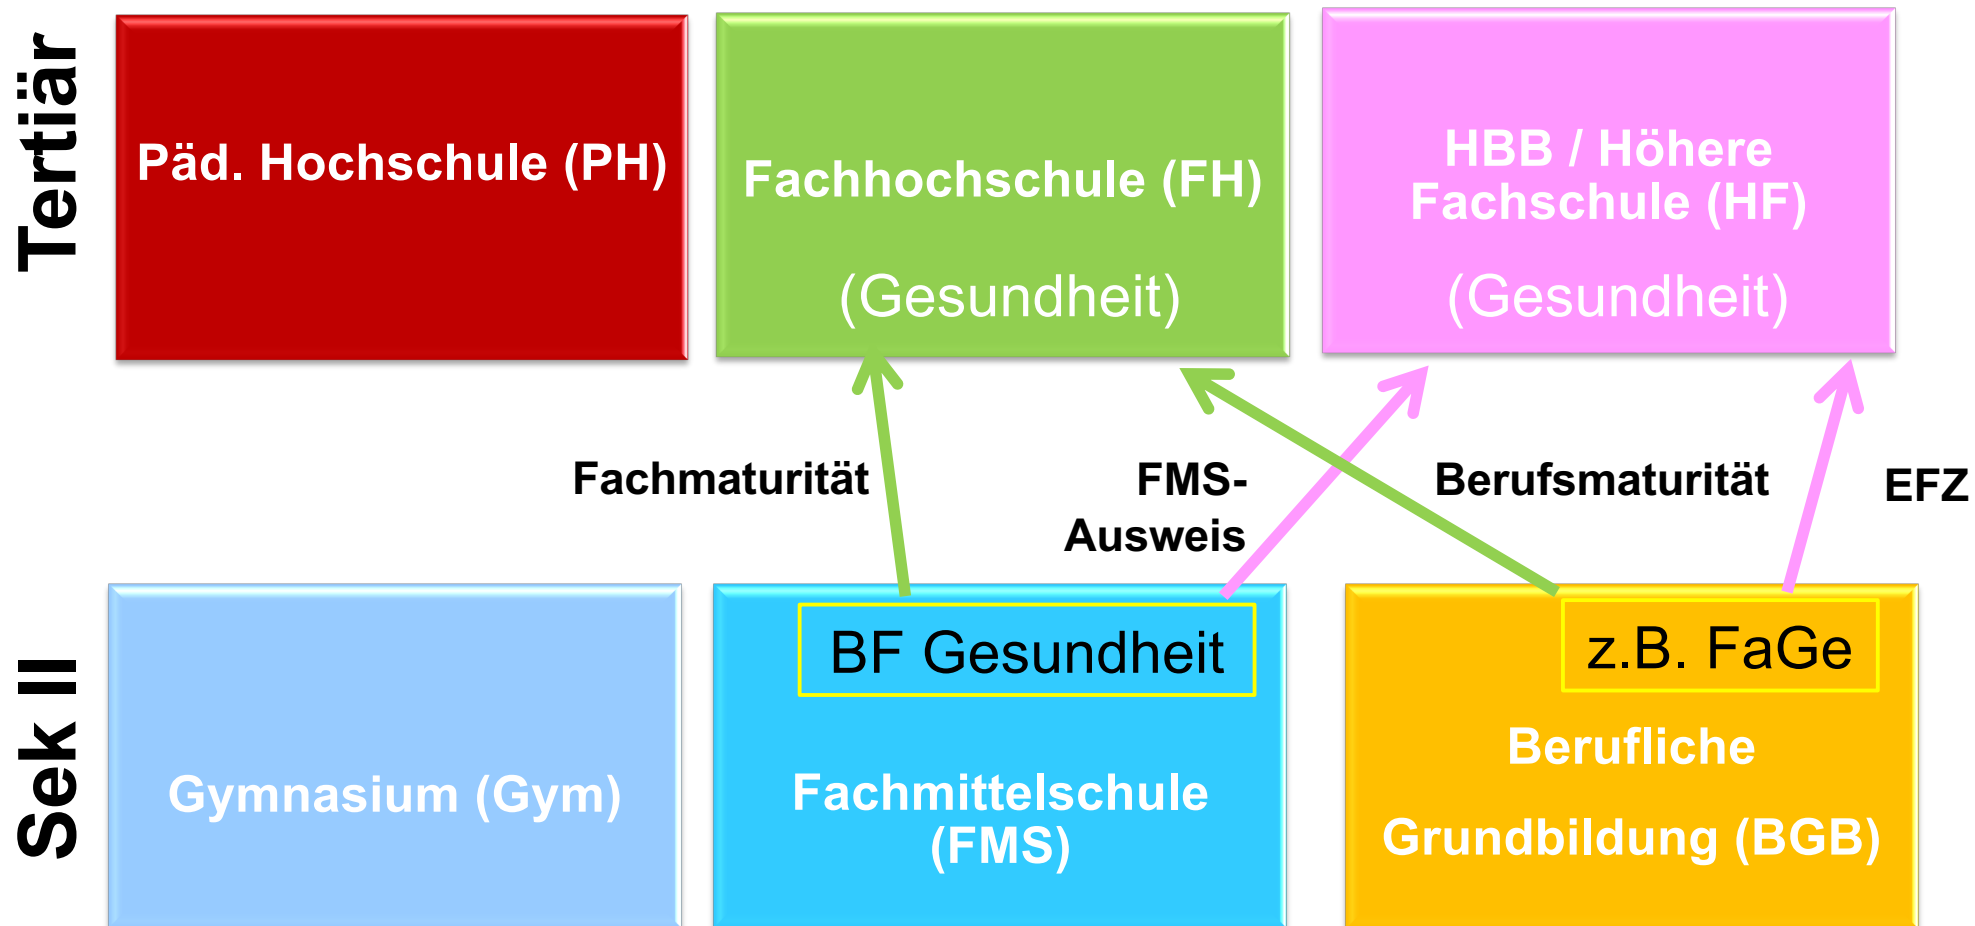 Tertiär
Päd. Hochschule (PH)
Fachhochschule (FH)
(Gesundheit)
HBB / Höhere
Fachschule (HF)
(Gesundheit)
Fachmaturität
FMS-
Ausweis
Berufsmaturität
EFZ
Sek II
Gymnasium (Gym)
BF Gesundheit
Fachmittelschule
(FMS)
z.B. FaGe
Berufliche
Grundbildung (BGB)